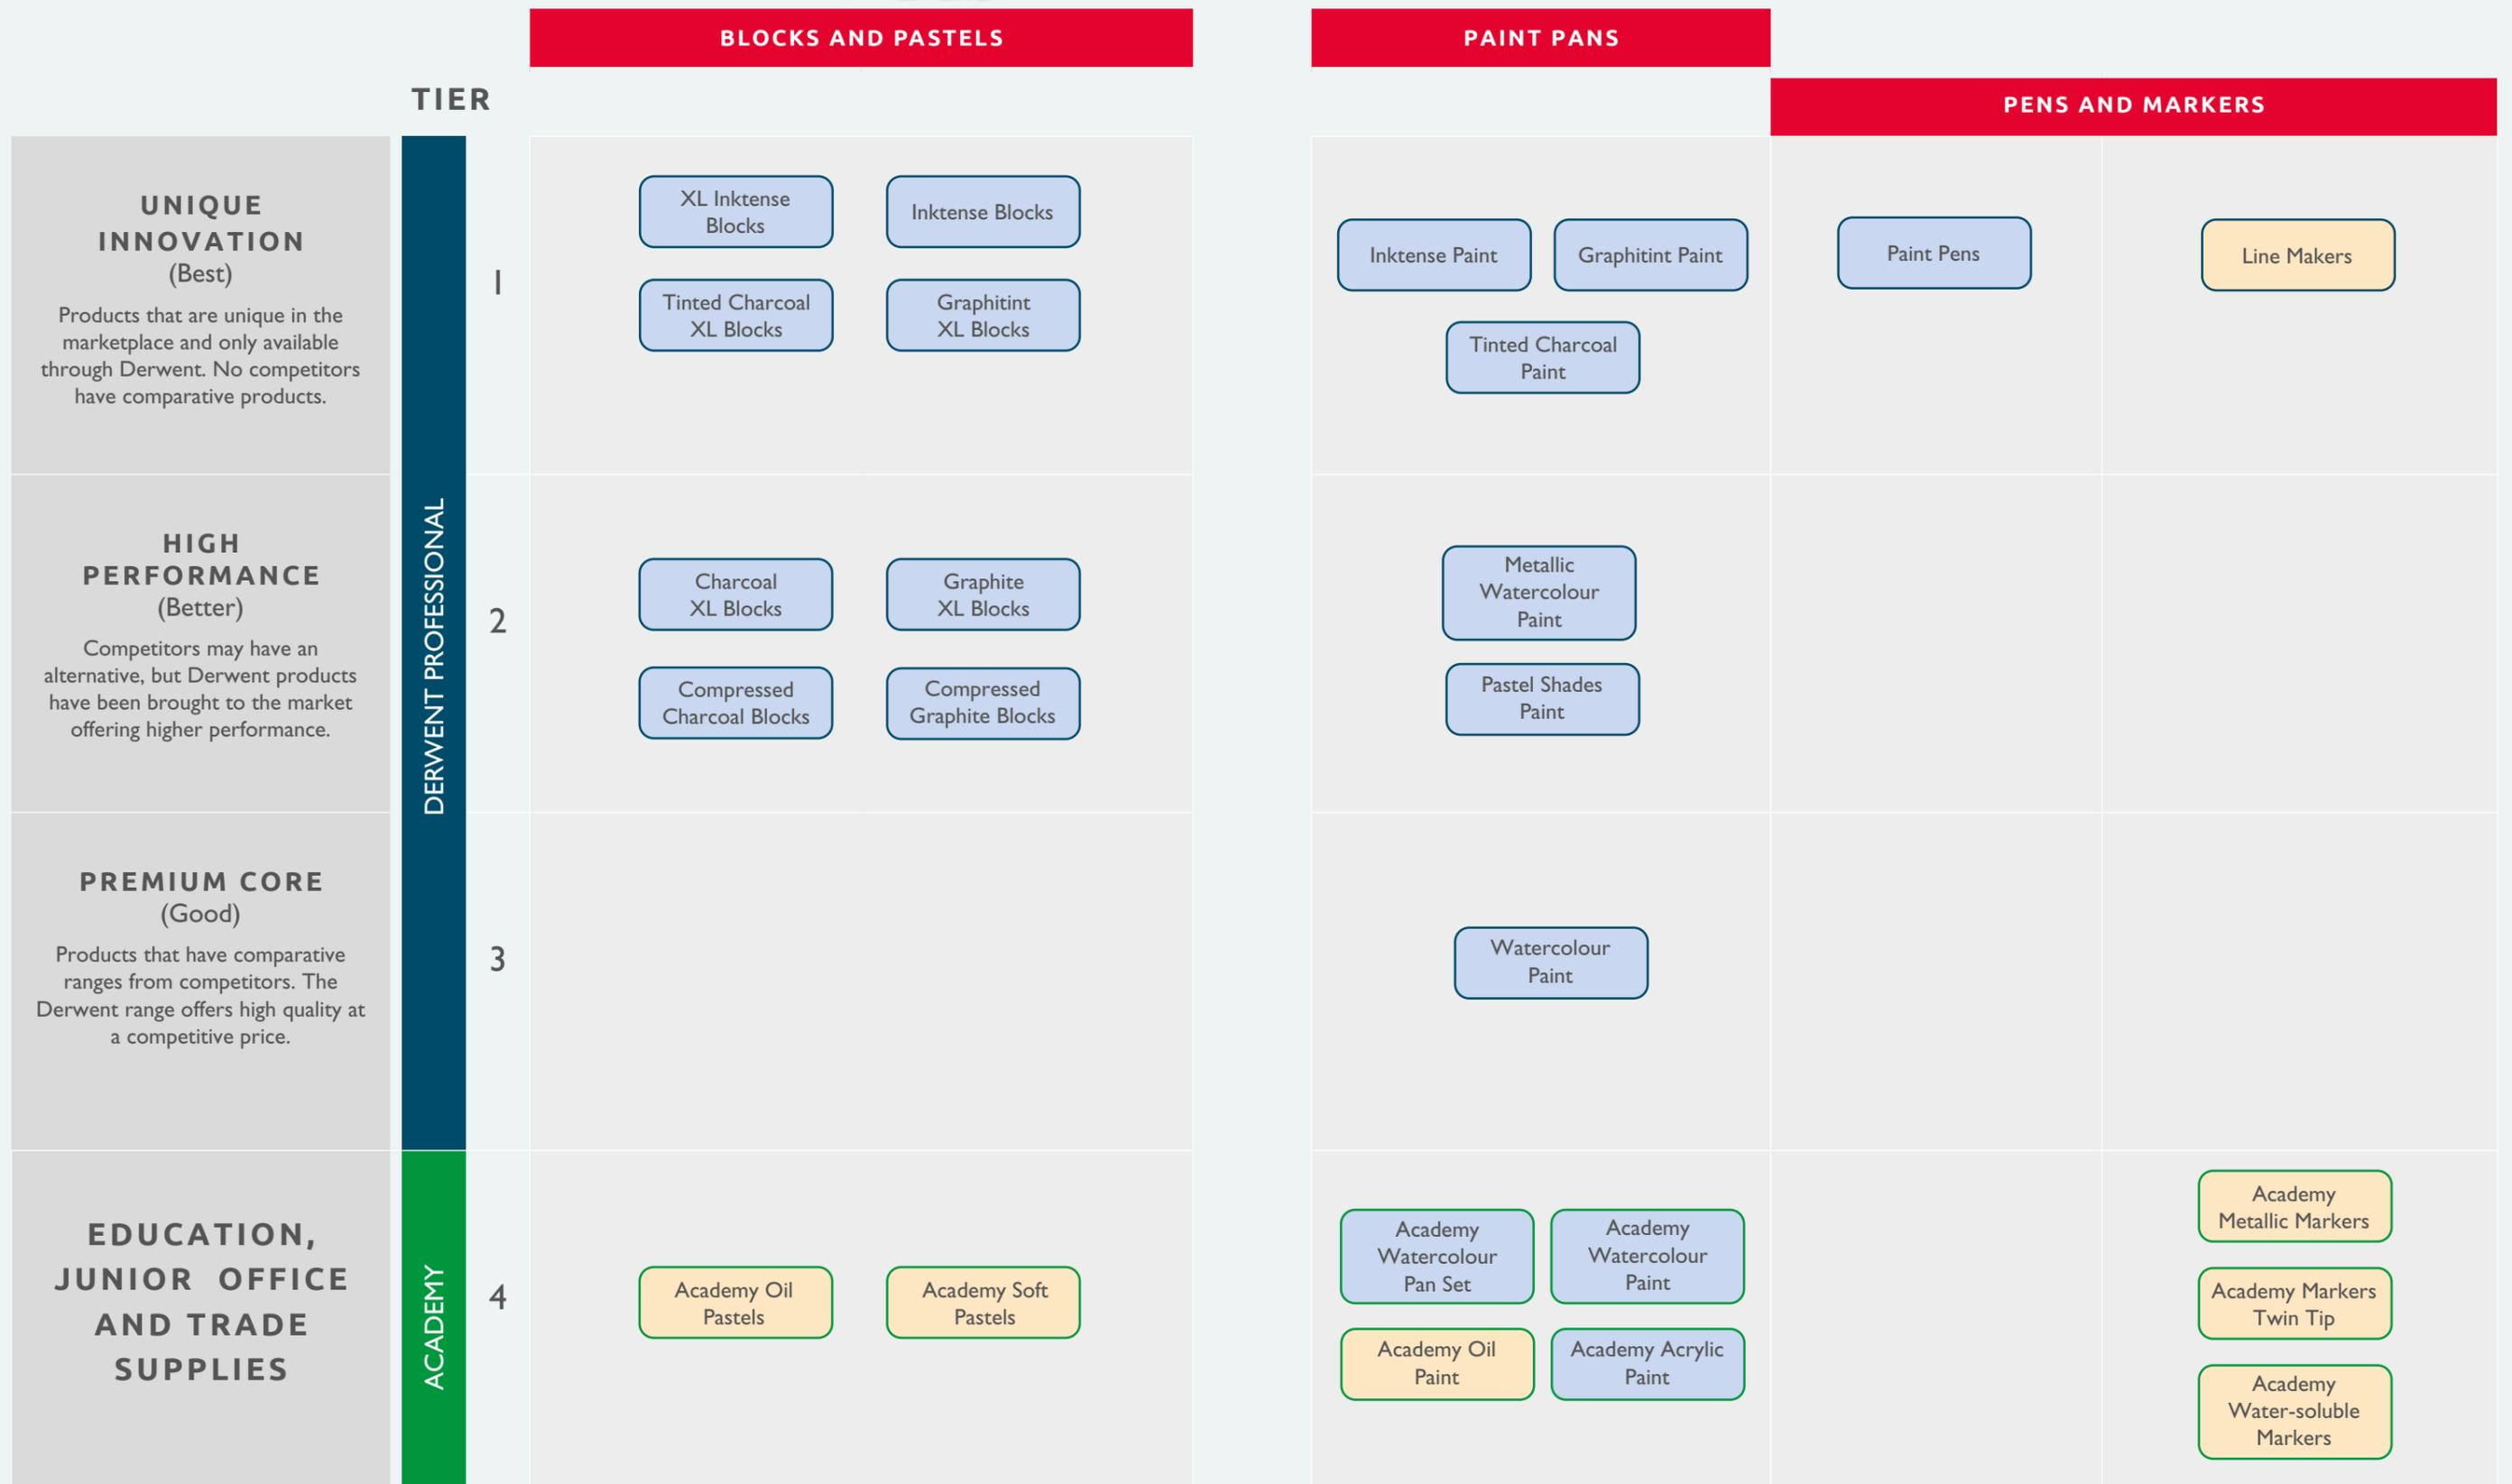 BLOCKS AND PASTELS
PAINT PANS
TIER
PENS AND MARKERS
UNIQUE
INNOVATION
(Best)
Products that are unique in the
marketplace and only available
through Derwent. No competitors
have comparative products.
DERWENT PROFESSIONAL
1
XL Inktense
Blocks
Inktense Blocks
Tinted Charcoal
XL Blocks
Graphitint
XL Blocks
Inktense Paint
Graphitint Paint
Tinted Charcoal
Paint
Paint Pens
Line Makers
HIGH
PERFORMANCE
(Better)
Competitors may have an
alternative, but Derwent products
have been brought to the market
offering higher performance.
2
Charcoal
XL Blocks
Graphite
XL Blocks
Compressed
Charcoal Blocks
Compressed
Graphite Blocks
Metallic
Watercolour
Paint
Pastel Shades
Paint
PREMIUM CORE
(Good)
Products that have comparative
ranges from competitors. The
Derwent range offers high quality at
a competitive price.
3
Watercolour
Paint
EDUCATION,
JUNIOR OFFICE
AND TRADE
SUPPLIES
ACADEMY
4
Academy Oil
Pastels
Academy Soft
Pastels
Academy
Watercolour
Pan Set
Academy
Watercolour
Paint
Academy Oil
Paint
Academy Acrylic
Paint
Academy
Metallic Markers
Academy Markers
Twin Tip
Academy
Water-soluble
Markers